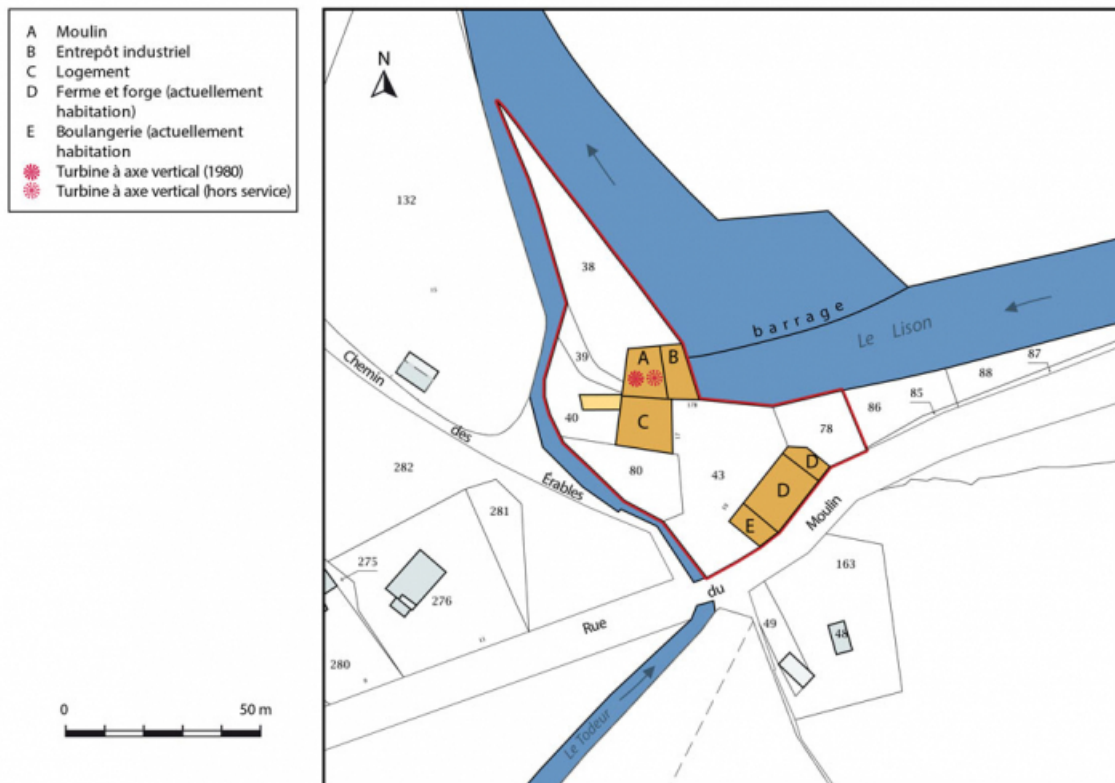 A Moulin
B Entrepôt industriel
C Logement
D Ferme et forge (actuellement
habitation)
E Boulangerie (actuellement
habitation
Turbine à axe vertical (1980)
Turbine à axe vertical (hors service)
0 50 m
N
132
38
barrage
Le Lison
15
39
A
B
87
88
85
86
Chemin
des
Érables
40
C
17
78
43
D
D
E
80
282
281
Moulin
du
Rue
275
276
280
163
49
48
Le Todeur